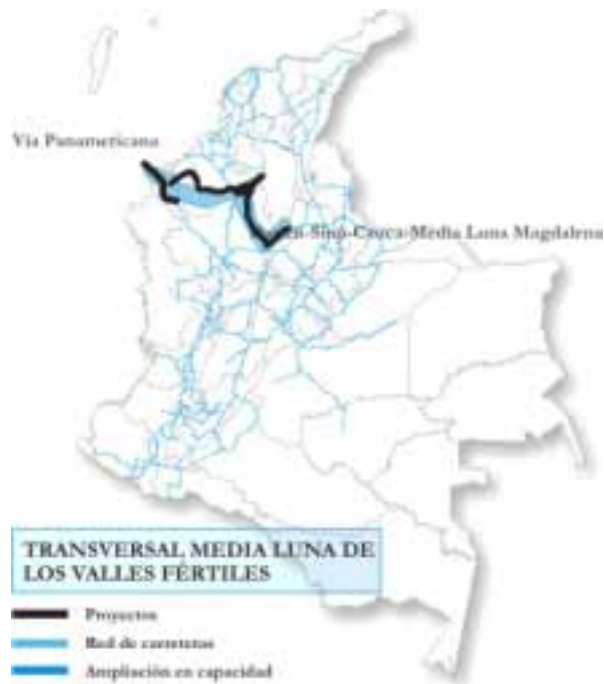 Vía Panamericana
Sinú-Cauca-Media Luna Magdalena
TRANSVERSAL MEDIA LUNA DE
LOS VALLES FÉRTILES
Proyectos
Red de carreteras
Ampliación en capacidad